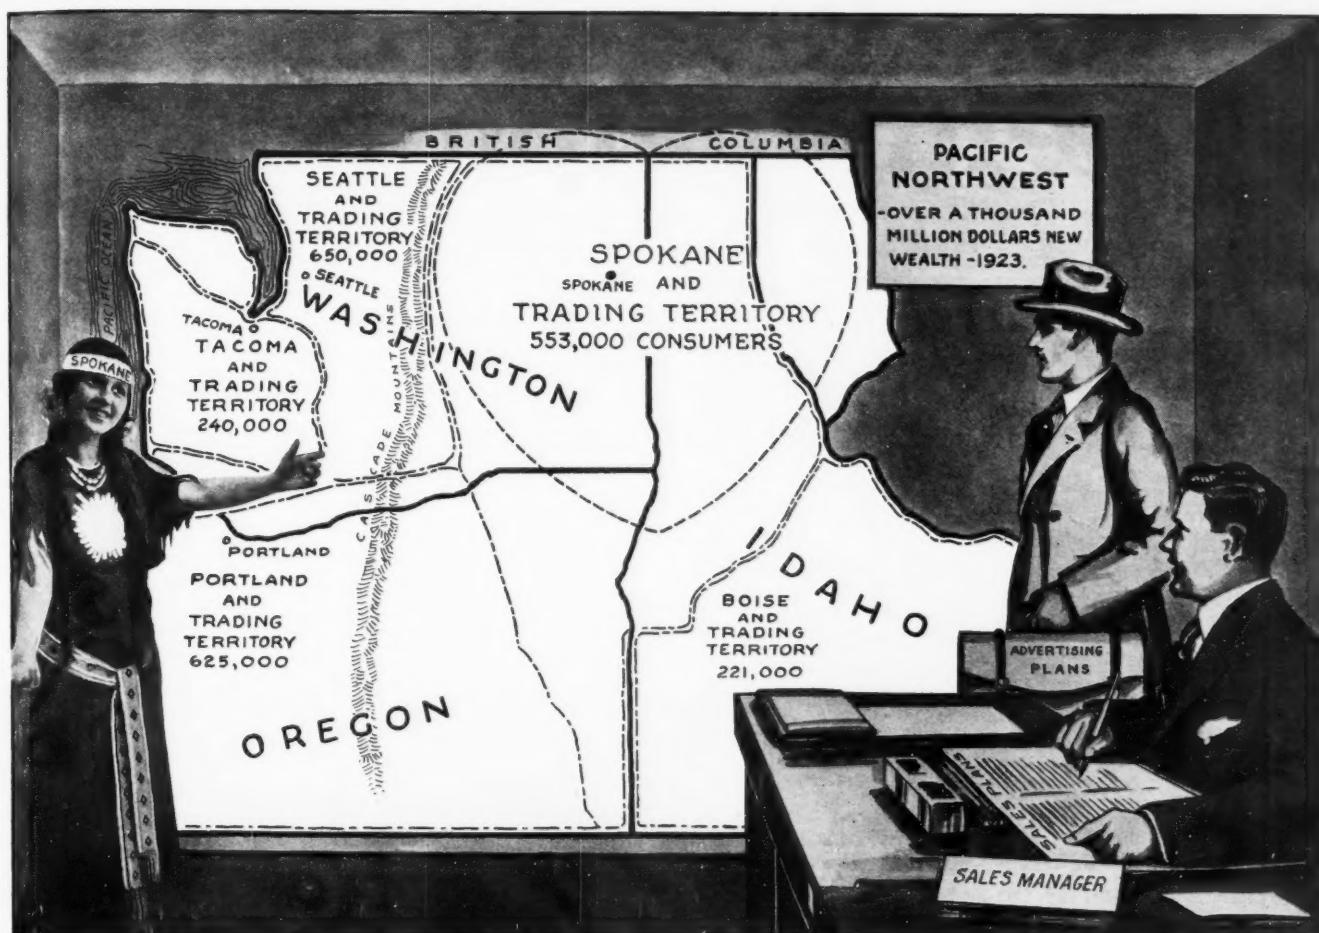 BRITISH COLUMBIA
PACIFIC
NORTHWEST
-OVER A THOUSAND
MILLION DOLLARS NEW
WEALTH -1923.
SEATTLE
AND
TRADING
TERRITORY
650,000
SEATTLE
PACIFIC OCEAN
WASHINGTON
SPOKANE
SPOKANE AND
TRADING TERRITORY
553,000 CONSUMERS
TACOMA
TACOMA
AND
TRADING
TERRITORY
240,000
SPOKANE
CASCADE MOUNTAINS
PORTLAND
PORTLAND
AND
TRADING
TERRITORY
625,000
OREGON
IDAHO
BOISE
AND
TRADING
TERRITORY
221,000
ADVERTISING
PLANS
SALES PLANS
SALES MANAGER